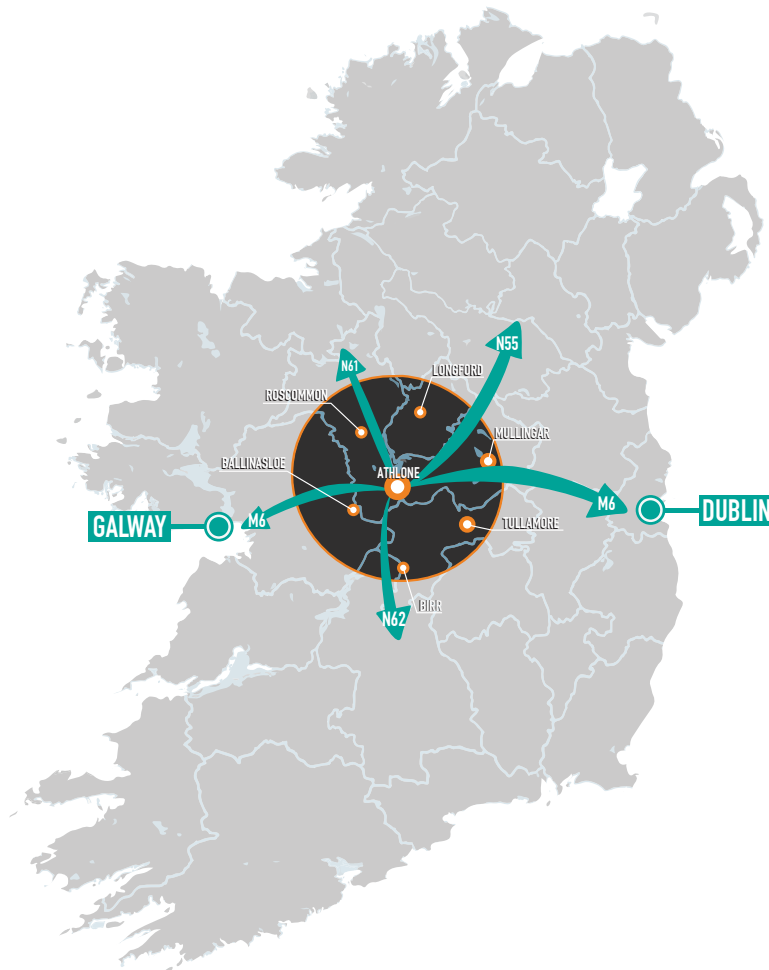 N55
N61
LONGFORD
ROSCOMMON
MULLINGAR
BALLINASLOE
ATHLONE
M6
DUBLIN
M6
GALWAY
TULLAMORE
BIRR
N62